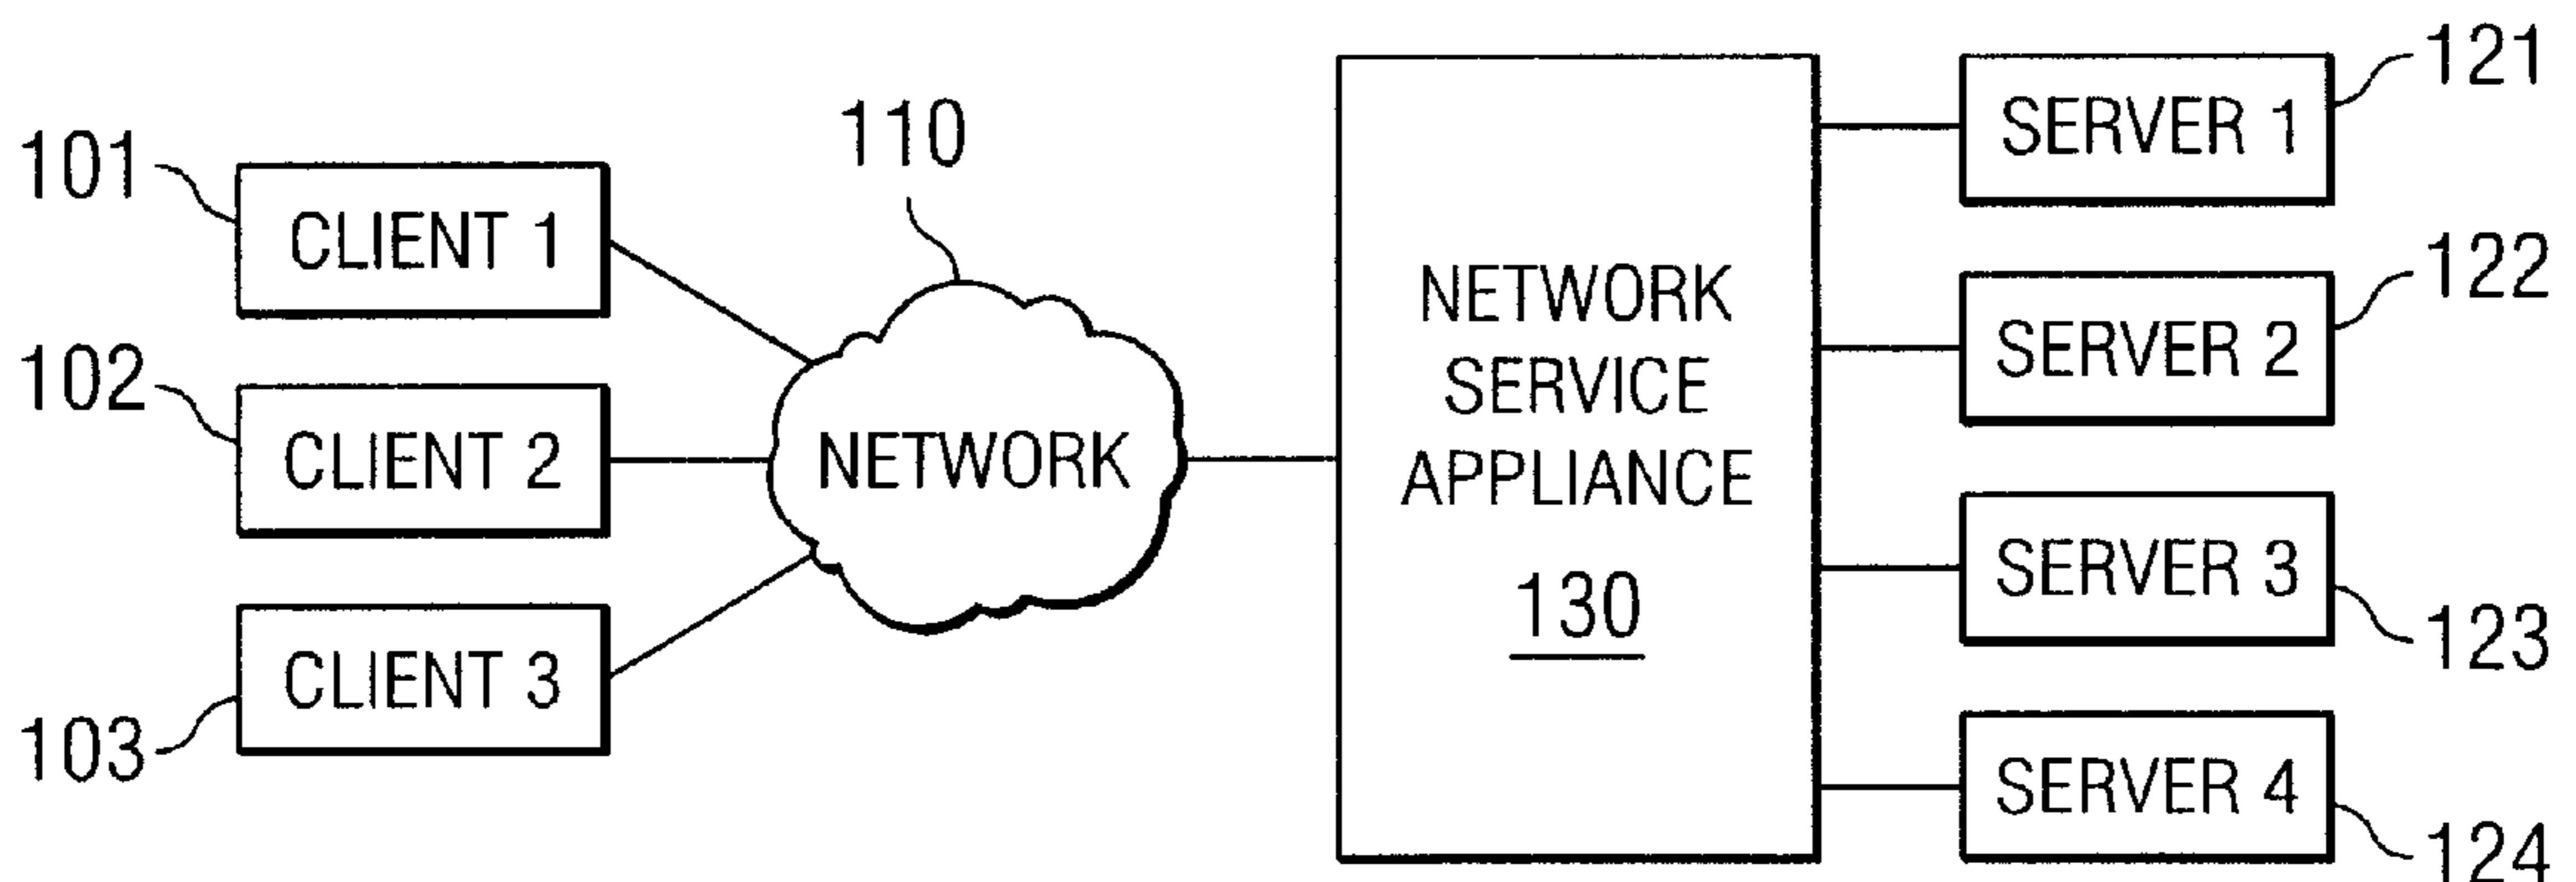 101
CLIENT 1
102
CLIENT 2
103
CLIENT 3
110
NETWORK
NETWORK
SERVICE
APPLIANCE
130
SERVER 1
121
SERVER 2
122
SERVER 3
123
SERVER 4
124